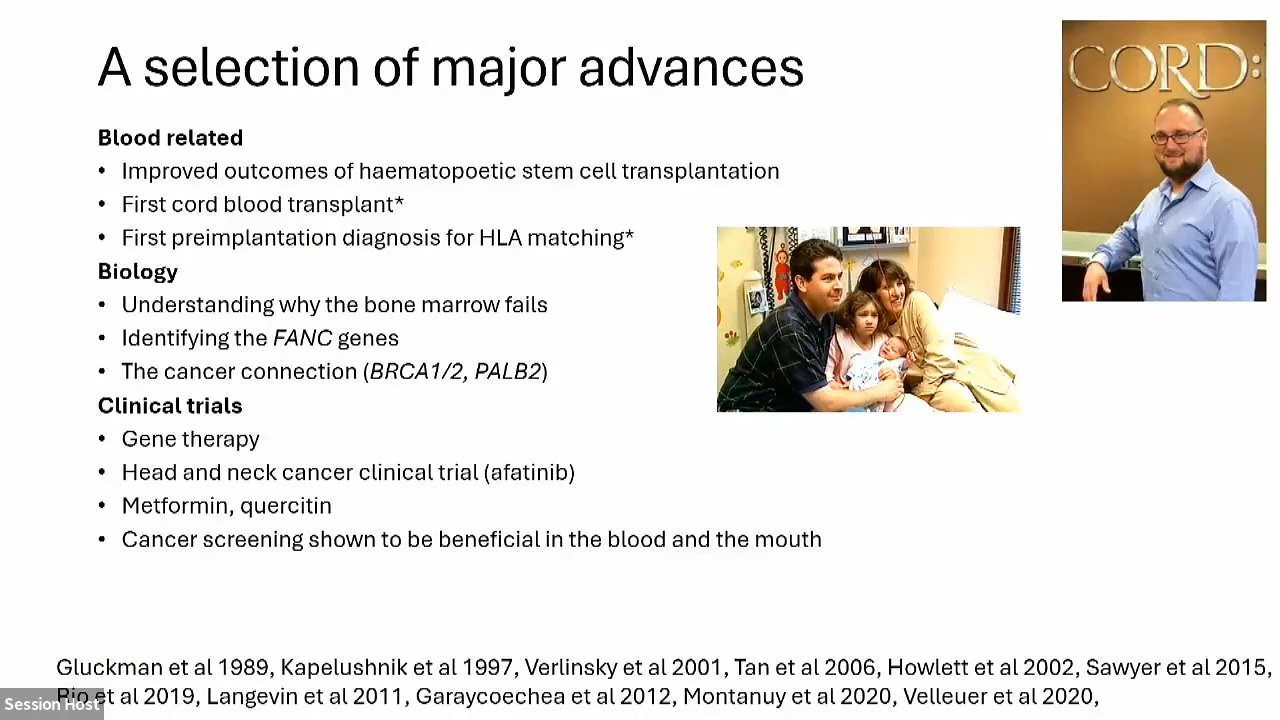 A selection of major advances
CORD:
Blood related
• Improved outcomes of haematopoetic stem cell transplantation
• First cord blood transplant*
• First preimplantation diagnosis for HLA matching*
Biology
• Understanding why the bone marrow fails
• Identifying the FANC genes
• The cancer connection (BRCA1/2, PALB2)
Clinical trials
• Gene therapy
• Head and neck cancer clinical trial (afatinib)
• Metformin, quercitin
• Cancer screening shown to be beneficial in the blood and the mouth
Gluckman et al 1989, Kapelushnik et al 1997, Verlinsky et al 2001, Tan et al 2006, Howlett et al 2002, Sawyer et al 2015,
Rio et al 2019, Langevin et al 2011, Garaycoechea et al 2012, Montanuy et al 2020, Velleuer et al 2020,
Session Host